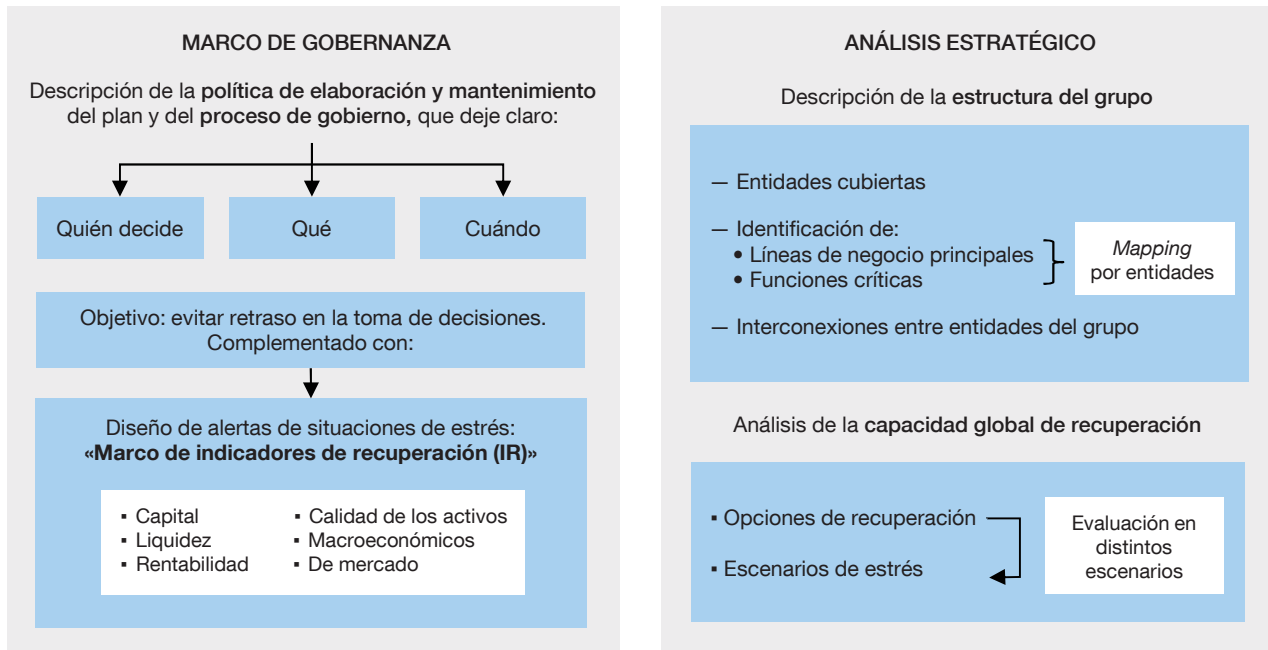 MARCO DE GOBERNANZA
Descripción de la política de elaboración y mantenimiento
del plan y del proceso de gobierno, que deje claro:
Quién decide
Qué
Cuándo
Objetivo: evitar retraso en la toma de decisiones.
Complementado con:
Diseño de alertas de situaciones de estrés:
«Marco de indicadores de recuperación (IR)»
▪ Capital
▪ Liquidez
▪ Rentabilidad
▪ Calidad de los activos
▪ Macroeconómicos
▪ De mercado
ANÁLISIS ESTRATÉGICO
Descripción de la estructura del grupo
— Entidades cubiertas
— Identificación de:
• Líneas de negocio principales
• Funciones críticas
Mapping
por entidades
— Interconexiones entre entidades del grupo
Análisis de la capacidad global de recuperación
▪ Opciones de recuperación
▪ Escenarios de estrés
Evaluación en
distintos
escenarios